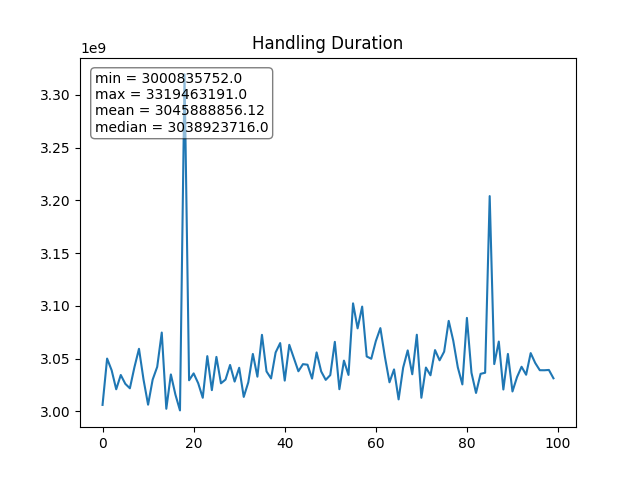 Handling Duration
1e9
min = 3000835752.0
max = 3319463191.0
mean = 3045888856.12
median = 3038923716.0
3.30
3.25
3.20
3.15
3.10
3.05
3.00
0 20 40 60 80 100